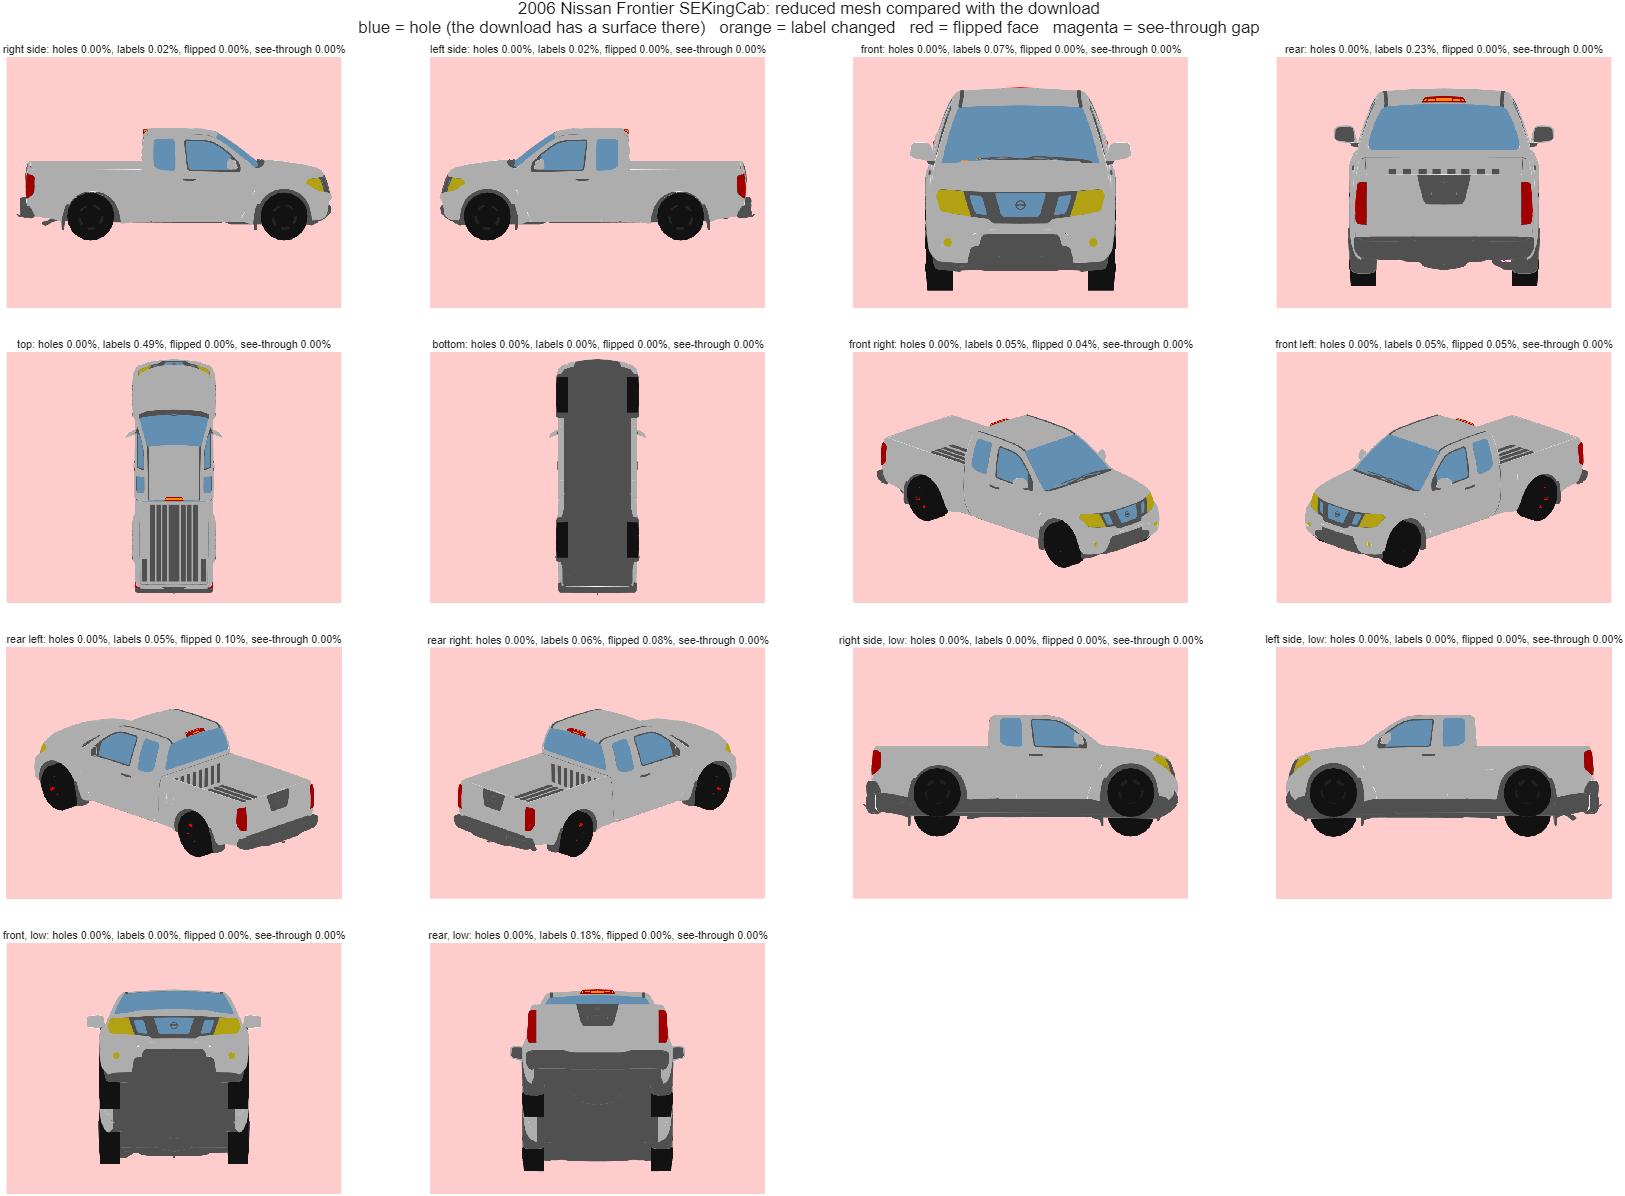 2006 Nissan Frontier SEKingCab: reduced mesh compared with the download
blue = hole (the download has a surface there)   orange = label changed   red = flipped face   magenta = see-through gap
right side: holes 0.00%, labels 0.02%, flipped 0.00%, see-through 0.00%
left side: holes 0.00%, labels 0.02%, flipped 0.00%, see-through 0.00%
front: holes 0.00%, labels 0.07%, flipped 0.00%, see-through 0.00%
rear: holes 0.00%, labels 0.23%, flipped 0.00%, see-through 0.00%
top: holes 0.00%, labels 0.49%, flipped 0.00%, see-through 0.00%
bottom: holes 0.00%, labels 0.00%, flipped 0.00%, see-through 0.00%
front right: holes 0.00%, labels 0.05%, flipped 0.04%, see-through 0.00%
front left: holes 0.00%, labels 0.05%, flipped 0.05%, see-through 0.00%
rear left: holes 0.00%, labels 0.05%, flipped 0.10%, see-through 0.00%
rear right: holes 0.00%, labels 0.06%, flipped 0.08%, see-through 0.00%
right side, low: holes 0.00%, labels 0.00%, flipped 0.00%, see-through 0.00%
left side, low: holes 0.00%, labels 0.00%, flipped 0.00%, see-through 0.00%
front, low: holes 0.00%, labels 0.00%, flipped 0.00%, see-through 0.00%
rear, low: holes 0.00%, labels 0.18%, flipped 0.00%, see-through 0.00%